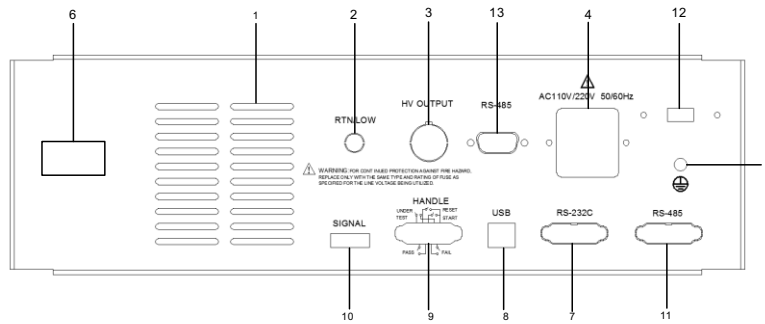 6
1
2
3
13
4
12
AC110V/220V 50/60Hz
HV OUTPUT
RS-485
RTN/LOW
WARNING FOR CONTINUED PROTECTION AGAINST FIRE HAZARD,
REPLACE ONLY WITH THE SAME TYPE AND RATING OF FUSE AS
SPECIFIED FOR THE LINE VOLTAGE BEING UTILIZED.
HANDLE
UNDER
TEST
RESET
START
SIGNAL
USB
RS-232C
RS-485
PASS
FAIL
10
9
8
7
11